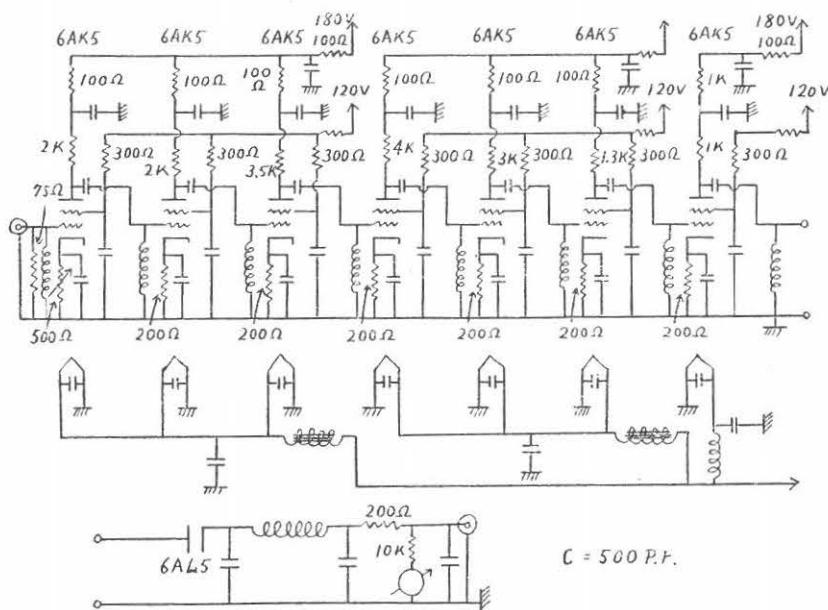 180V
180V
6AK5 6AK5 6AK5 100Ω 6AK5 6AK5 6AK5 6AK5 100Ω
100Ω 100Ω 100Ω 100Ω 100Ω 100Ω 1K
120V 120V 120V
2K 300Ω 2K 300Ω 3.5K 300Ω 4K 300Ω 3K 300Ω 1.3K 300Ω 1K 300Ω
75Ω
500Ω 200Ω 200Ω 200Ω 200Ω 200Ω 200Ω
200Ω
6AL5 10K C = 500 P.F.